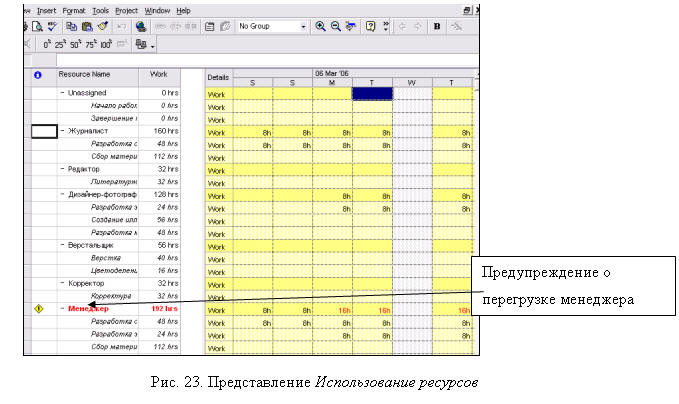 Insert Format Tools Project Window Help
No Group
B
0% 25% 50% 75% 100%
Resource Name Work Details 06 Mar '06
S S M T W T
Unassigned 0 hrs Work
0 hrs Work
0 hrs Work
Журналист 160 hrs Work 8h 8h 8h 8h 8h
Разработка с 48 hrs Work 8h 8h 8h 8h 8h
Сбор матери 112 hrs Work
Редактор 32 hrs Work
Литературн 32 hrs Work
Дизайнер-фотограф 128 hrs Work 8h 8h 8h
Разработка э 24 hrs Work 8h 8h 8h
Создание илл 56 hrs Work
Разработка м 48 hrs Work
Верстальщик 56 hrs Work
Верстка 40 hrs Work
Цветоделен 16 hrs Work
Корректор 32 hrs Work
Корректура 32 hrs Work
Менеджер 192 hrs Work 8h 8h 16h 16h 16h
Разработка с 48 hrs Work 8h 8h 8h 8h 8h
Разработка э 24 hrs Work 8h 8h 8h
Сбор матери 112 hrs Work
Предупреждение о
перегрузке менеджера
Рис. 23. Представление Использование ресурсов